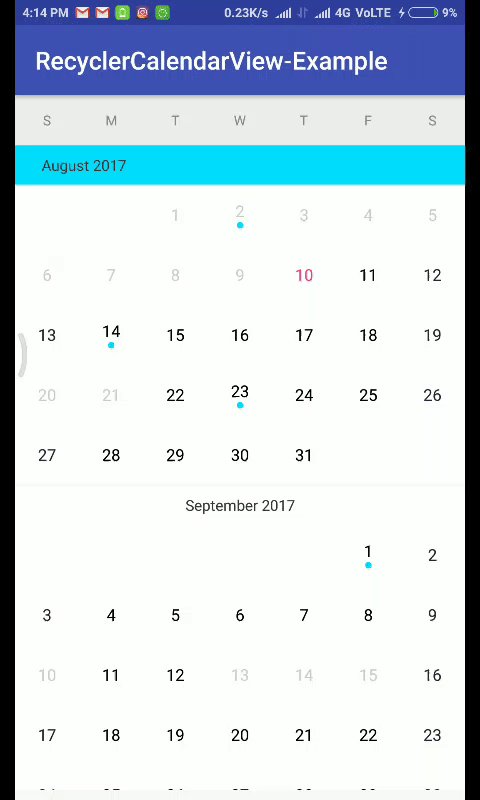 4:14 PM 0.23K/s 4G VoLTE 9%
RecyclerCalendarView-Example
S M T W T F S
August 2017
1 2 3 4 5
6 7 8 9 10 11 12
13 14 15 16 17 18 19
20 21 22 23 24 25 26
27 28 29 30 31
September 2017
1 2
3 4 5 6 7 8 9
10 11 12 13 14 15 16
17 18 19 20 21 22 23